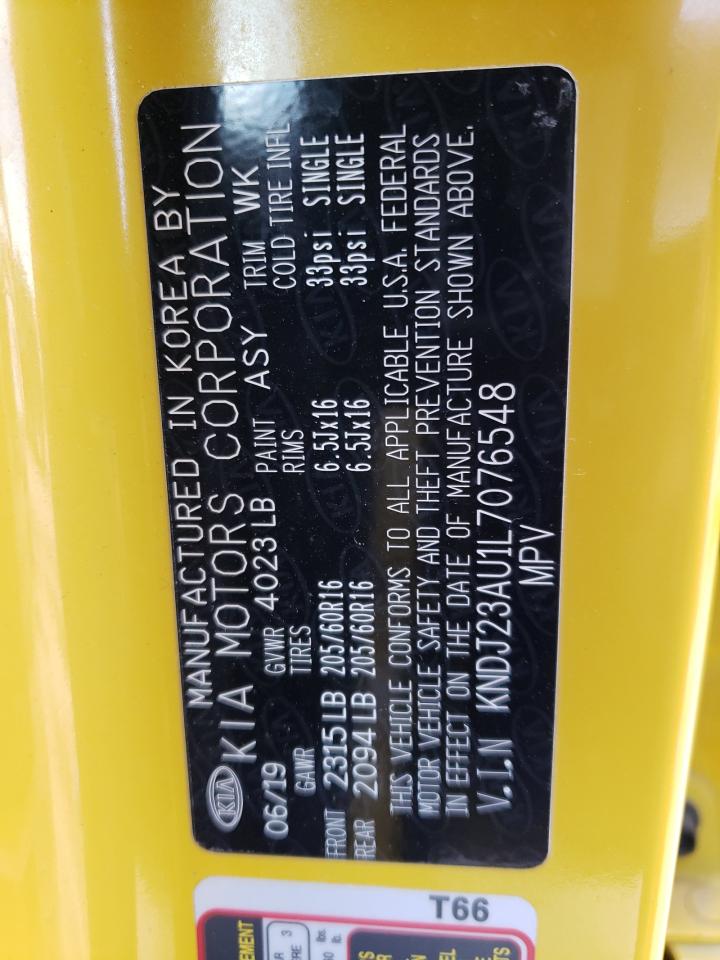 MANUFACTURED IN KOREA BY
KIA KIA MOTORS CORPORATION
06/19 GVWR 4023LB PAINT ASY TRIM WK
GAWR TIRES RIMS COLD TIRE INFL
FRONT 2315LB 205/60R16 6.5Jx16 33psi SINGLE
REAR 2094LB 205/60R16 6.5Jx16 33psi SINGLE
THIS VEHICLE CONFORMS TO ALL APPLICABLE U.S.A. FEDERAL
MOTOR VEHICLE SAFETY AND THEFT PREVENTION STANDARDS
IN EFFECT ON THE DATE OF MANUFACTURE SHOWN ABOVE.
V.I.N KNDJ23AU1L7076548
MPV
T66